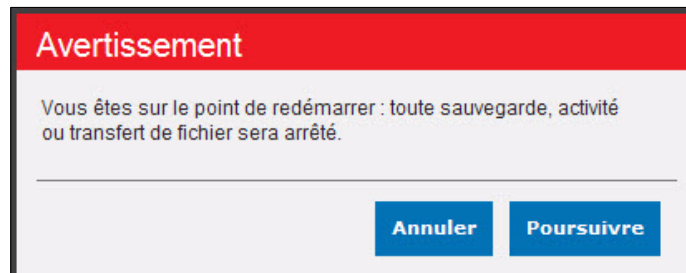 Avertissement
Vous êtes sur le point de redémarrer : toute sauvegarde, activité
ou transfert de fichier sera arrêté.
Annuler
Poursuivre